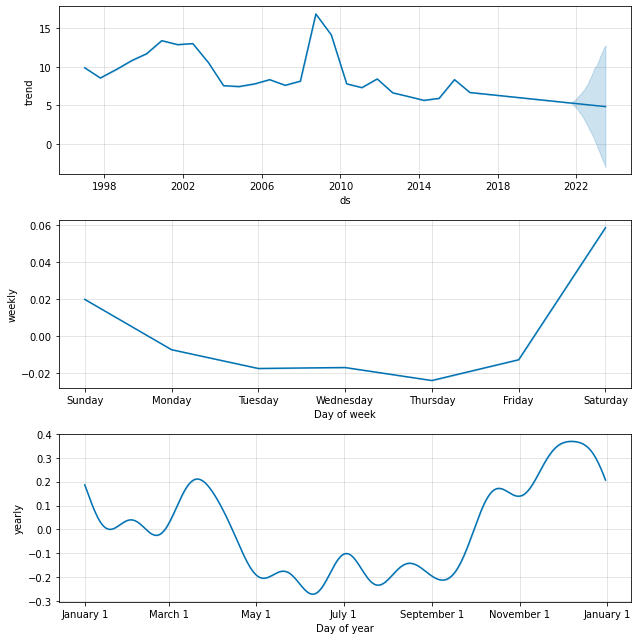 15
10
5
0
trend
1998 2002 2006 2010 2014 2018 2022
ds
0.06
0.04
0.02
0.00
−0.02
weekly
Sunday Monday Tuesday Wednesday Thursday Friday Saturday
Day of week
0.4
0.3
0.2
0.1
0.0
−0.1
−0.2
−0.3
yearly
January 1 March 1 May 1 July 1 September 1 November 1 January 1
Day of year